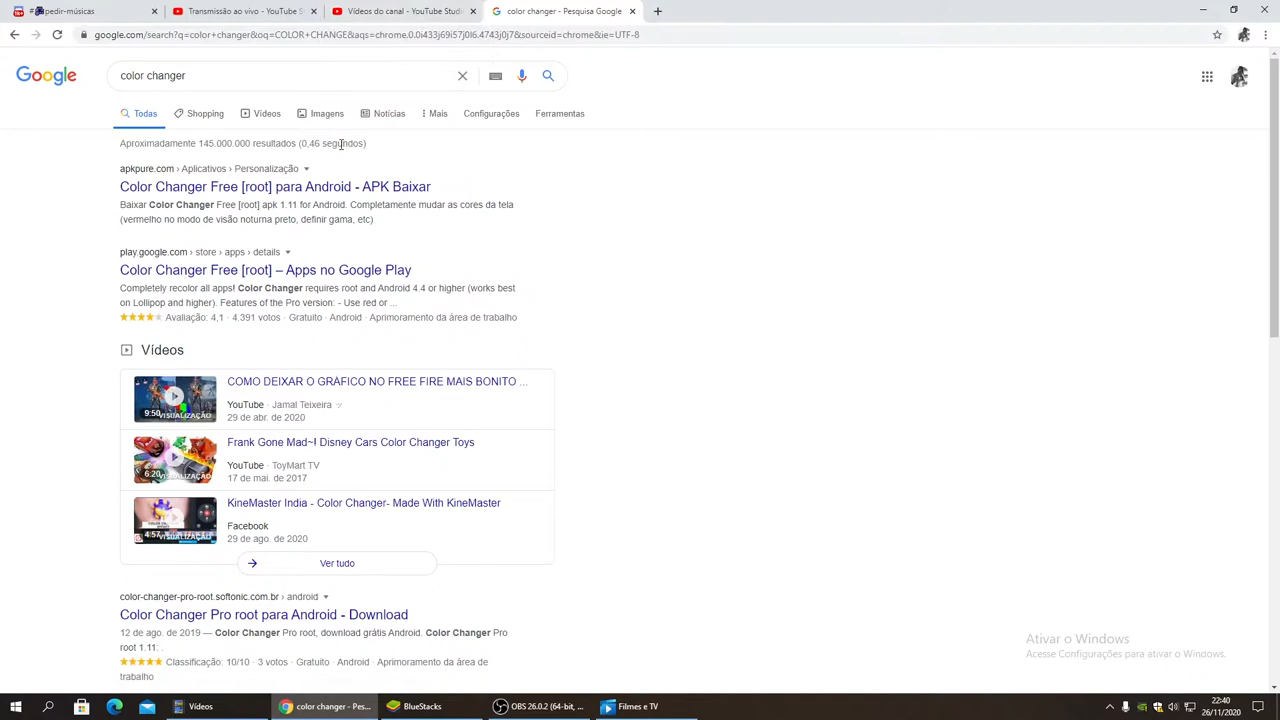 #🎶pedir-músicas
Transmissão ao vivo - YouTube St
Vídeos do canal - YouTube Studi
color changer - Pesquisa Google
google.com/search?q=color+changer&oq=COLOR+CHANGE&aqs=chrome.0.0i433j69i57j0l6.4743j0j7&sourceid=chrome&ie=UTF-8
Google
color changer
Todas
Shopping
Vídeos
Imagens
Notícias
Mais
Configurações
Ferramentas
Aproximadamente 145.000.000 resultados (0,46 segundos)
apkpure.com › Aplicativos › Personalização
Color Changer Free [root] para Android - APK Baixar
Baixar Color Changer Free [root] apk 1.11 for Android. Completamente mudar as cores da tela
(vermelho no modo de visão noturna preto, definir gama, etc)
play.google.com › store › apps › details
Color Changer Free [root] – Apps no Google Play
Completely recolor all apps! Color Changer requires root and Android 4.4 or higher (works best
on Lollipop and higher). Features of the Pro version: - Use red or ...
Avaliação: 4,1 · 4.391 votos · Gratuito · Android · Aprimoramento da área de trabalho
Vídeos
COMO DEIXAR O GRÁFICO NO FREE FIRE MAIS BONITO ...
YouTube · Jamal Teixeira
29 de abr. de 2020
9:50
VISUALIZAÇÃO
Frank Gone Mad~! Disney Cars Color Changer Toys
YouTube · ToyMart TV
17 de mai. de 2017
6:20
VISUALIZAÇÃO
KineMaster India - Color Changer- Made With KineMaster
Facebook
29 de ago. de 2020
4:57
VISUALIZAÇÃO
Ver tudo
color-changer-pro-root.softonic.com.br › android
Color Changer Pro root para Android - Download
12 de ago. de 2019 — Color Changer Pro root, download grátis Android. Color Changer Pro
root 1.11: .
Classificação: 10/10 · 3 votos · Gratuito · Android · Aprimoramento da área de
trabalho
Ativar o Windows
Acesse Configurações para ativar o Windows.
Vídeos
color changer - Pes...
BlueStacks
OBS 26.0.2 (64-bit, ...
Filmes e TV
22:40
26/11/2020